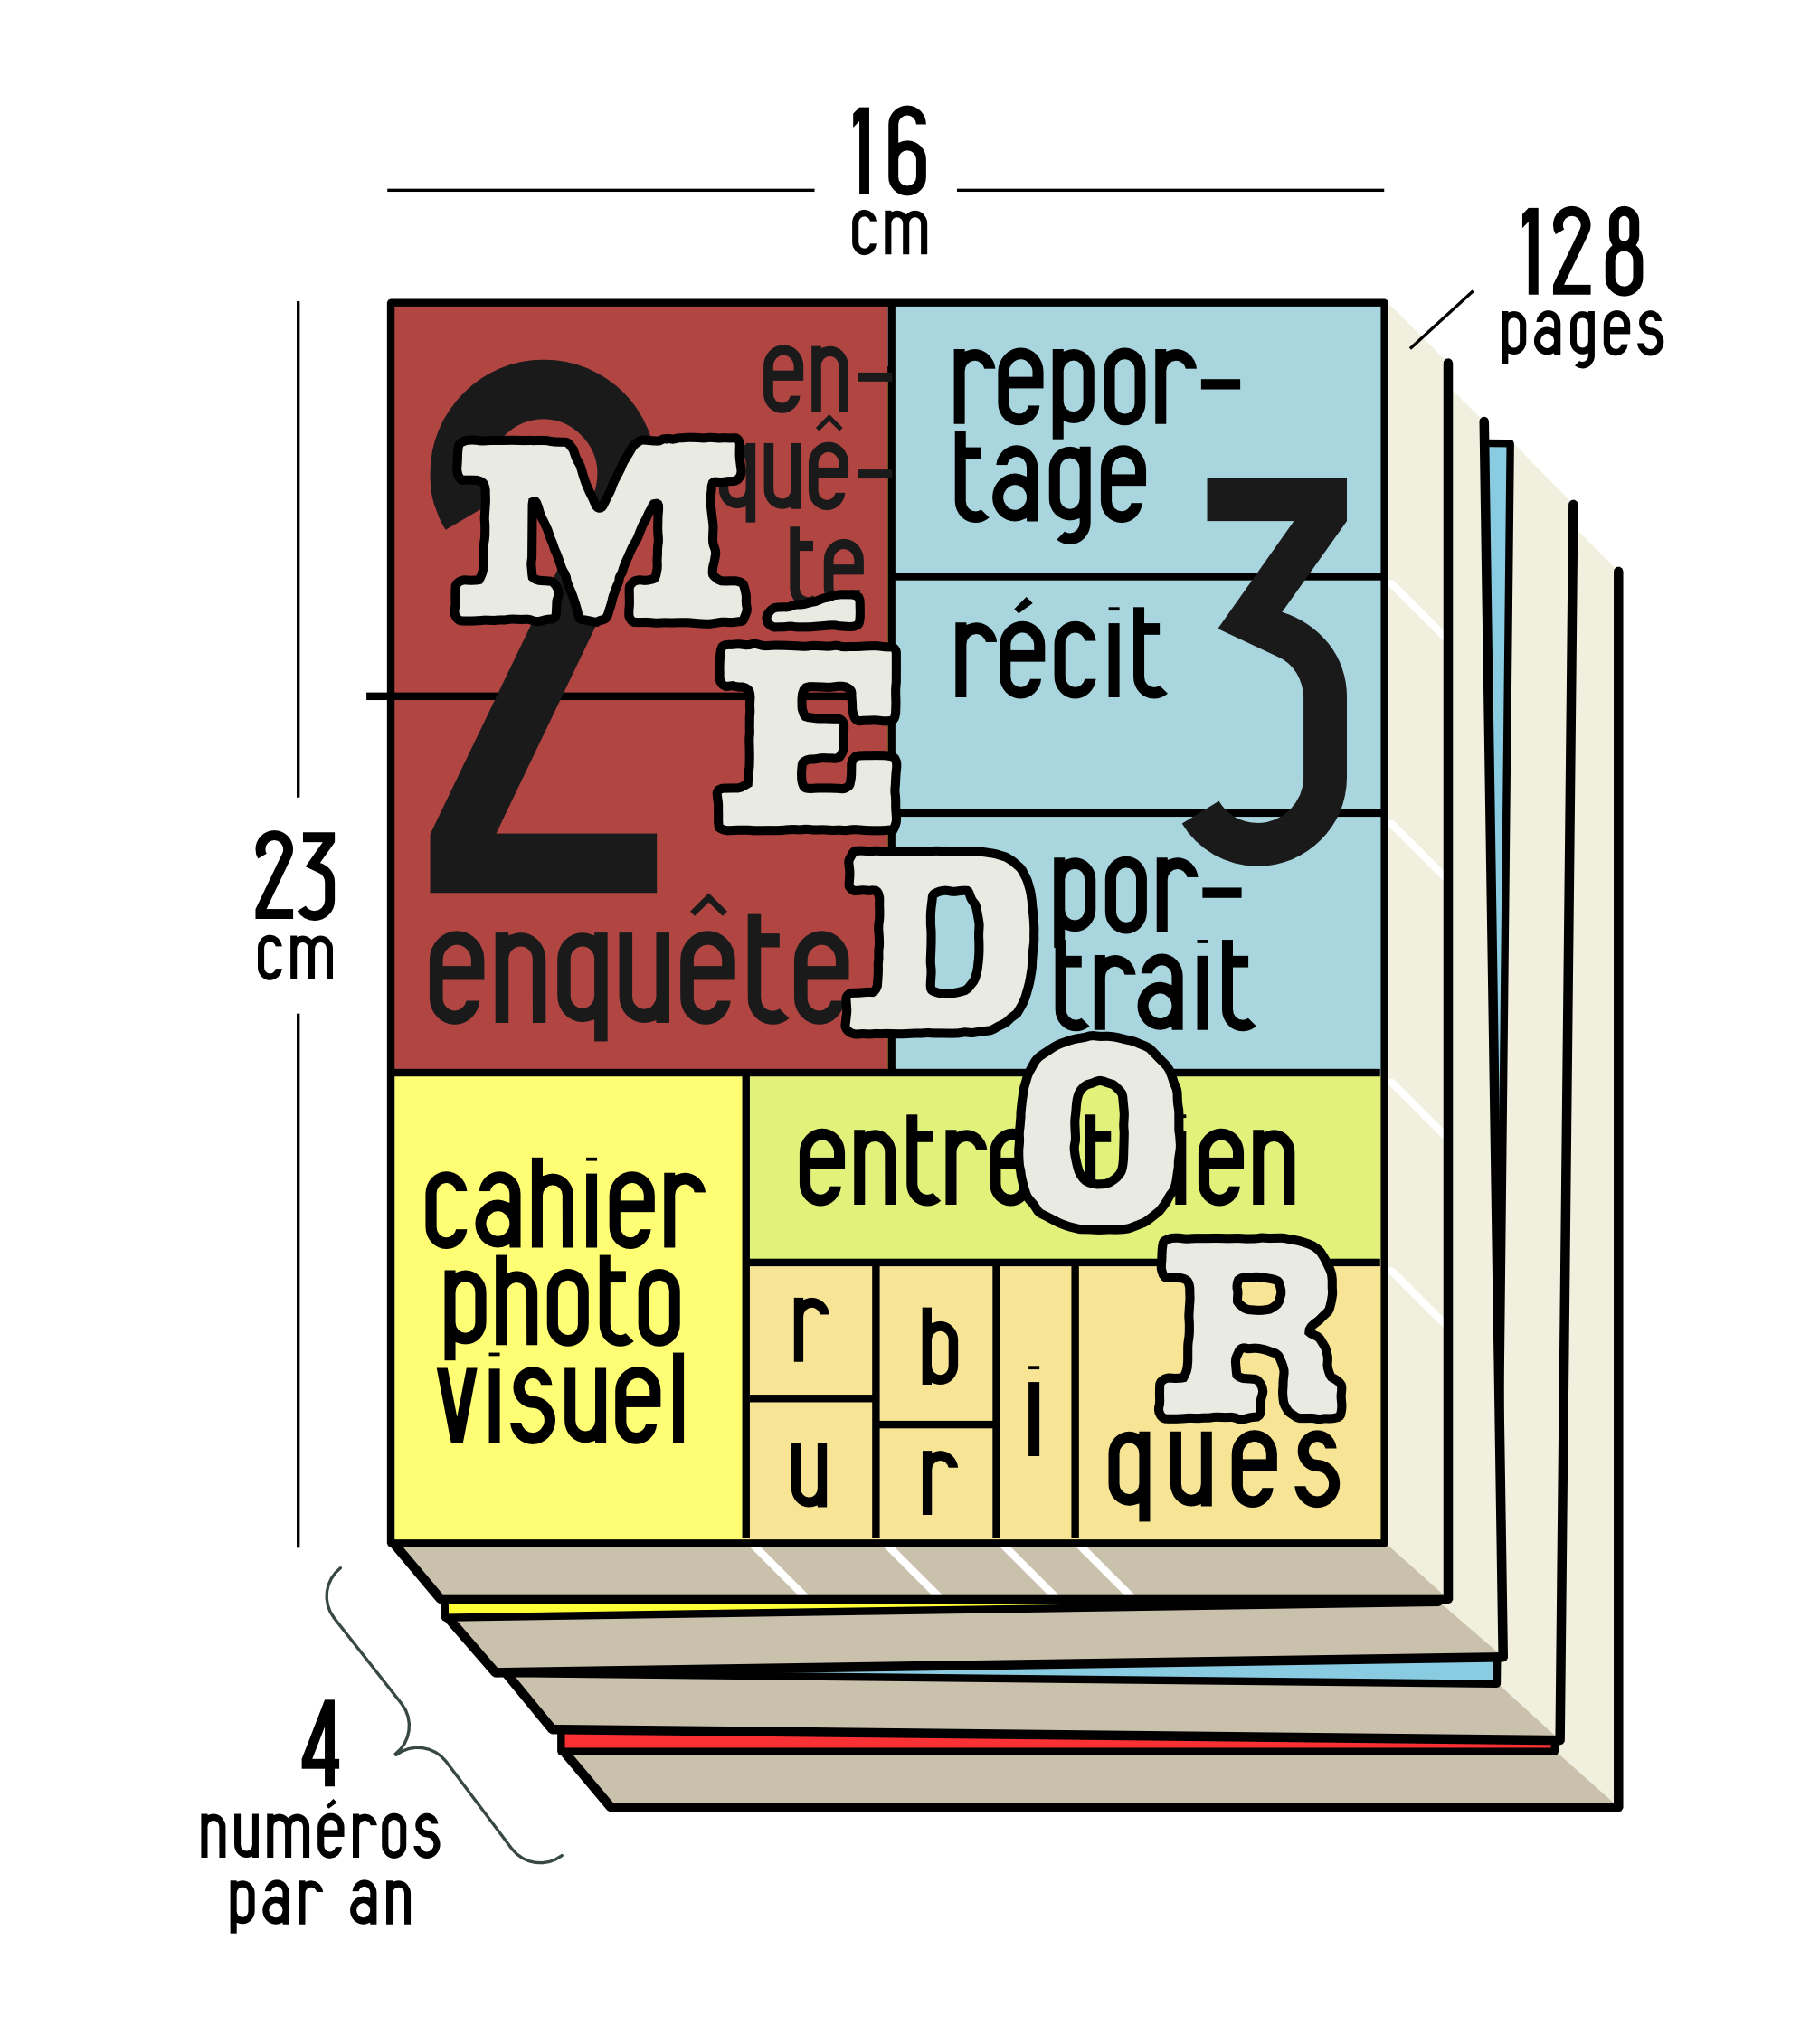 16
cm
128
pages
23
cm
2
en-
quê-
te
enquête
repor-
tage
récit
3
por-
trait
MÉDOR
cahier
photo
visuel
entretien
r
u
b
r
i
ques
4
numéros
par an